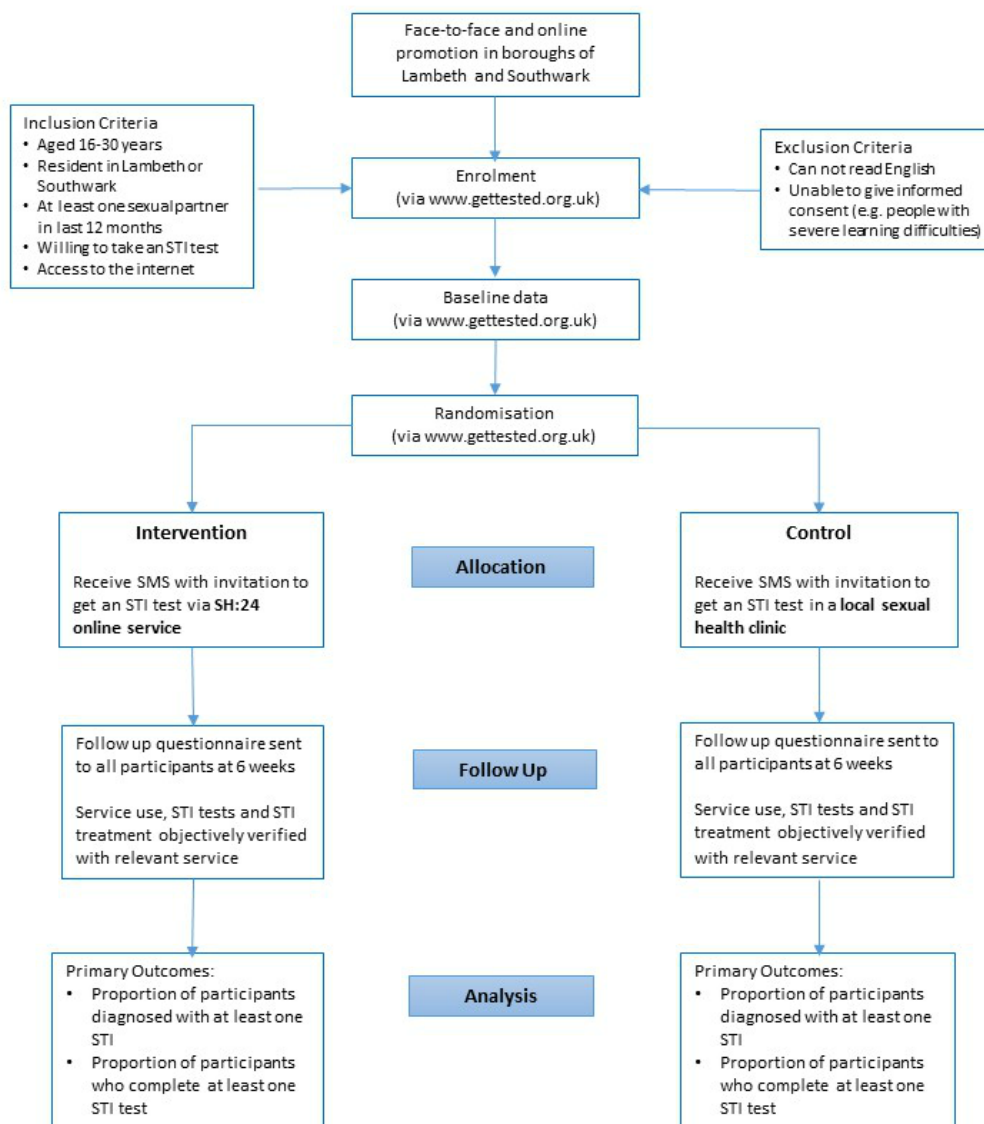 Face-to-face and online
promotion in boroughs of
Lambeth and Southwark
Inclusion Criteria
• Aged 16-30 years
• Resident in Lambeth or
Southwark
• At least one sexual partner
in last 12 months
• Willing to take an STI test
• Access to the internet
Enrolment
(via www.gettested.org.uk)
Exclusion Criteria
• Can not read English
• Unable to give informed
consent (e.g. people with
severe learning difficulties)
Baseline data
(via www.gettested.org.uk)
Randomisation
(via www.gettested.org.uk)
Intervention
Receive SMS with invitation to
get an STI test via SH:24
online service
Allocation
Control
Receive SMS with invitation to
get an STI test in a local sexual
health clinic
Follow up questionnaire sent
to all participants at 6 weeks
Service use, STI tests and STI
treatment objectively verified
with relevant service
Follow Up
Follow up questionnaire sent to
all participants at 6 weeks
Service use, STI tests and STI
treatment objectively verified
with relevant service
Primary Outcomes:
• Proportion of participants
diagnosed with at least one
STI
• Proportion of participants
who complete at least one
STI test
Analysis
Primary Outcomes:
• Proportion of participants
diagnosed with at least one
STI
• Proportion of participants
who complete at least one
STI test